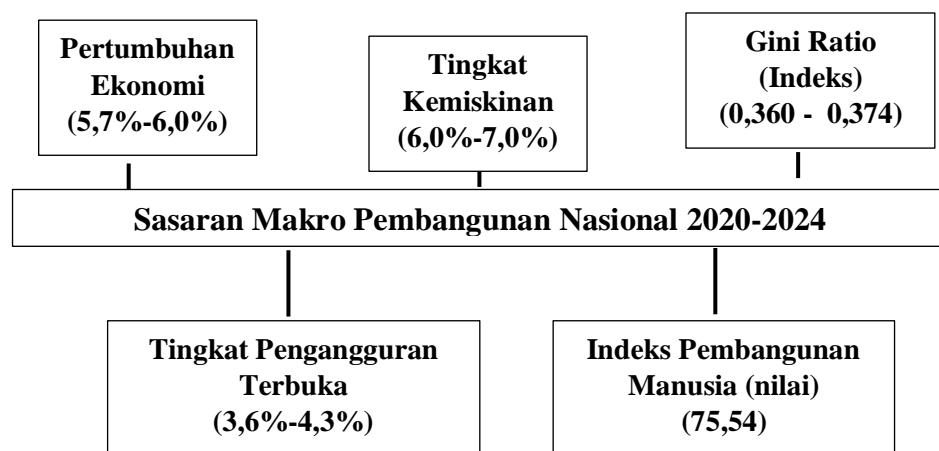 Pertumbuhan
Ekonomi
(5,7%-6,0%)
Tingkat
Kemiskinan
(6,0%-7,0%)
Gini Ratio
(Indeks)
(0,360 - 0,374)
Sasaran Makro Pembangunan Nasional 2020-2024
Tingkat Pengangguran
Terbuka
(3,6%-4,3%)
Indeks Pembangunan
Manusia (nilai)
(75,54)